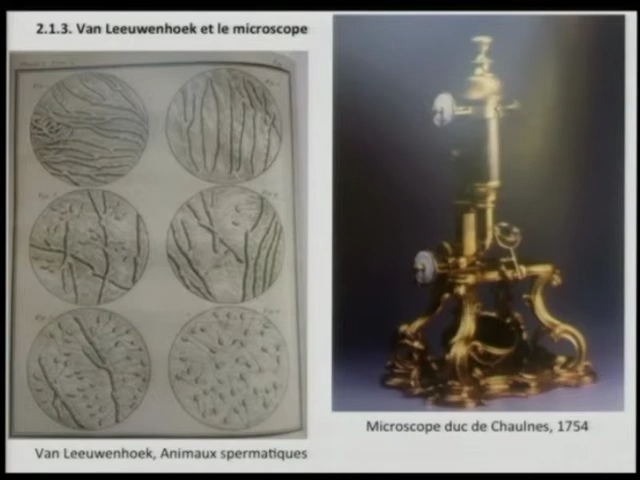 2.1.3. Van Leeuwenhoek et le microscope
Van Leeuwenhoek, Animaux spermatiques
Microscope duc de Chaulnes, 1754